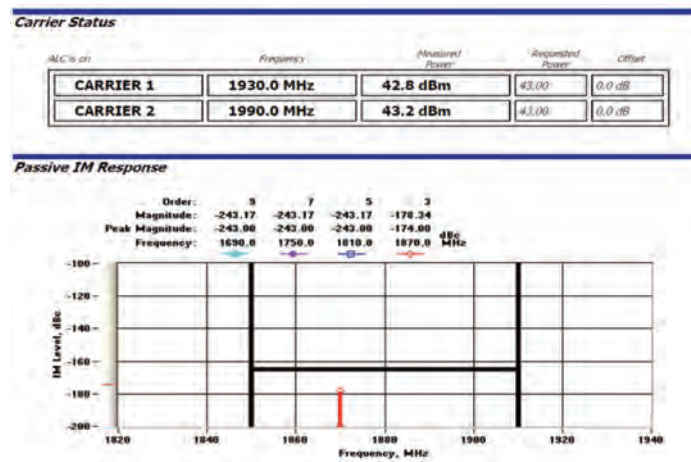 Carrier Status
ALC is on Frequency Measured Power Requested Power Offset
CARRIER 1 1930.0 MHz 42.8 dBm 43.00 0.0 dB
CARRIER 2 1990.0 MHz 43.2 dBm 43.00 0.0 dB
Passive IM Response
Order: 9 7 5 3
Magnitude: -243.17 -243.17 -243.17 -178.34 dBc
Peak Magnitude: -243.00 -243.00 -243.00 -174.00
Frequency: 1690.0 1750.0 1810.0 1870.0 MHz
-100
-120
-140
-160
-180
-200
IM Level, dBc
1820 1840 1860 1880 1900 1920 1940
Frequency, MHz